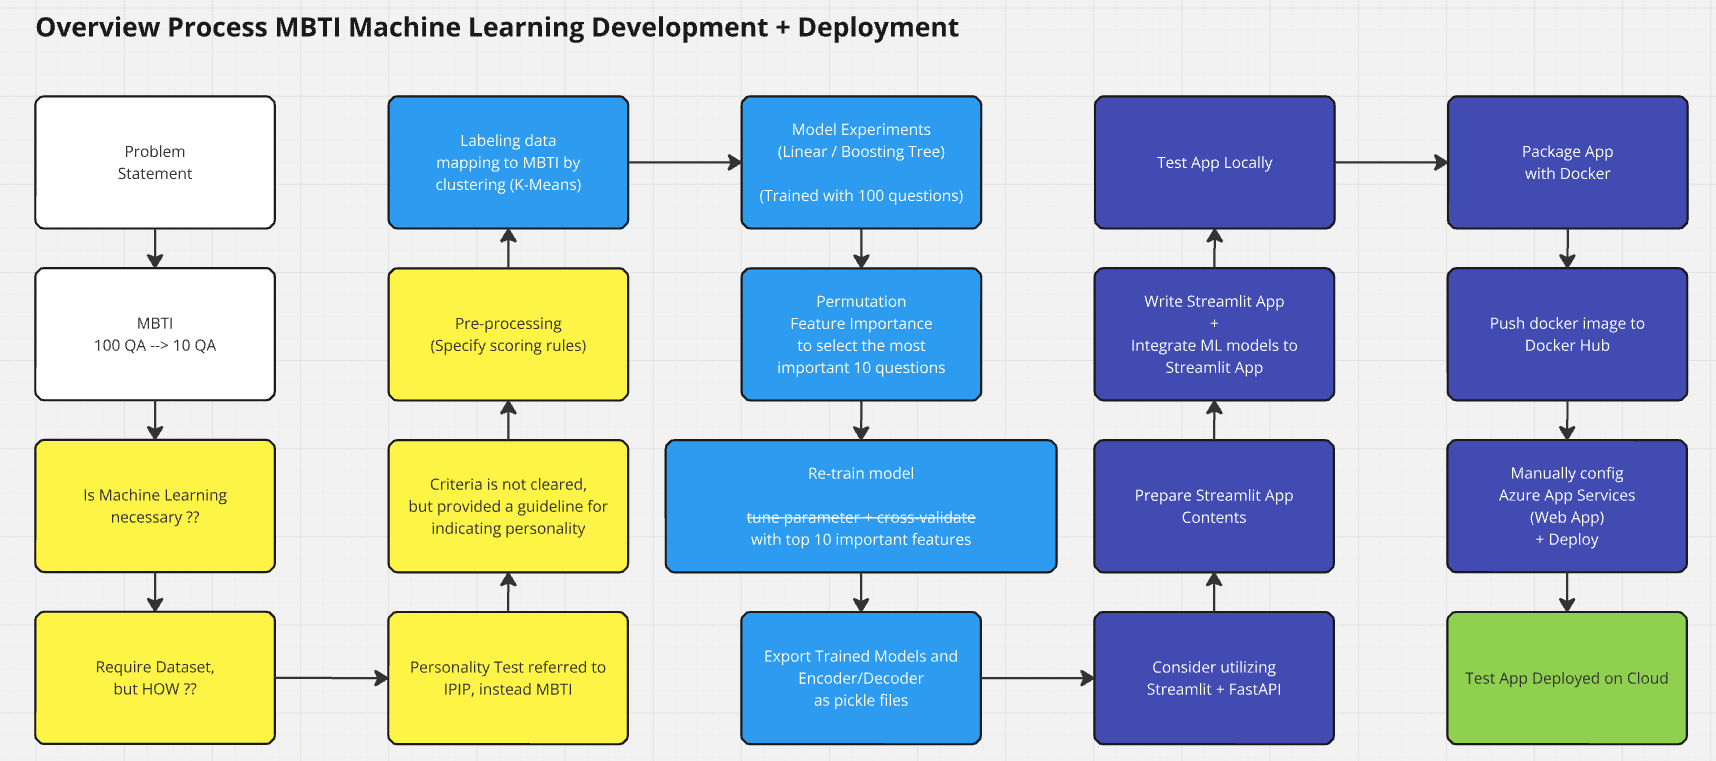 Overview Process MBTI Machine Learning Development + Deployment
Problem
Statement
MBTI
100 QA --> 10 QA
Is Machine Learning
necessary ??
Require Dataset,
but HOW ??
Personality Test referred to
IPIP, instead MBTI
Criteria is not cleared,
but provided a guideline for
indicating personality
Pre-processing
(Specify scoring rules)
Labeling data
mapping to MBTI by
clustering (K-Means)
Model Experiments
(Linear / Boosting Tree)
(Trained with 100 questions)
Permutation
Feature Importance
to select the most
important 10 questions
Re-train model
tune parameter + cross-validate
with top 10 important features
Export Trained Models and
Encoder/Decoder
as pickle files
Consider utilizing
Streamlit + FastAPI
Prepare Streamlit App
Contents
Write Streamlit App
+
Integrate ML models to
Streamlit App
Test App Locally
Package App
with Docker
Push docker image to
Docker Hub
Manually config
Azure App Services
(Web App)
+ Deploy
Test App Deployed on Cloud